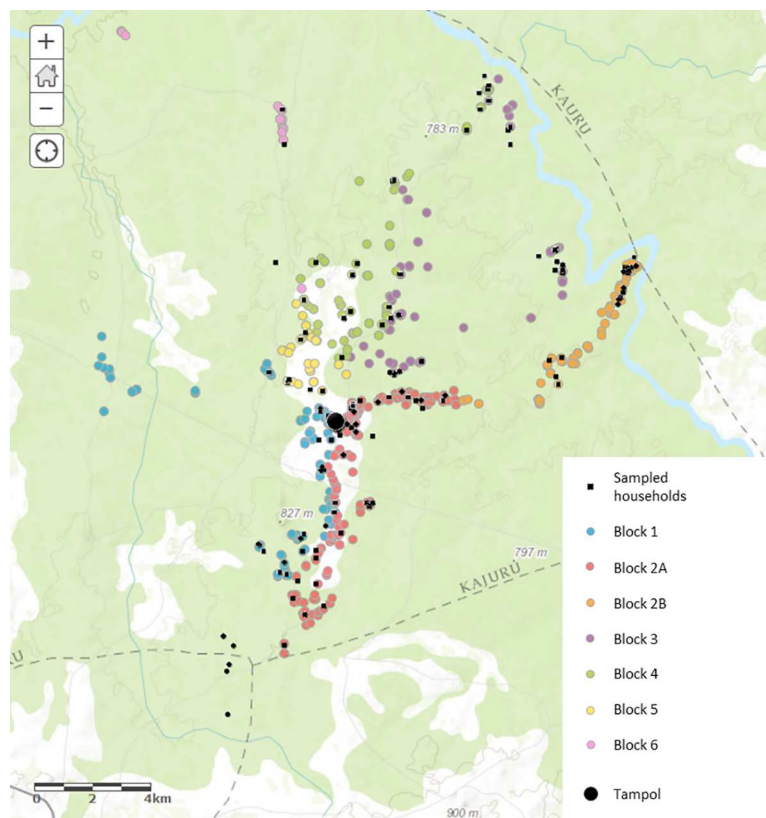 +
−
KAURU
783 m
827 m
797 m
KAJURU
U
0 2 4km
900 m
Sampled
households
Block 1
Block 2A
Block 2B
Block 3
Block 4
Block 5
Block 6
Tampol